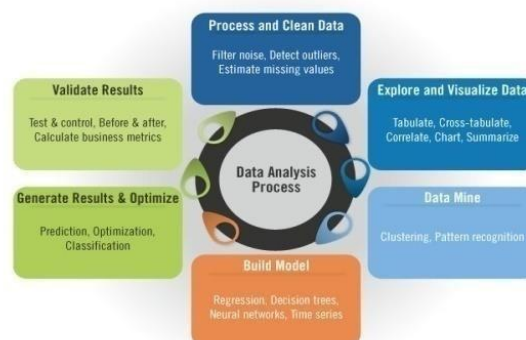 Process and Clean Data
Filter noise, Detect outliers,
Estimate missing values
Explore and Visualize Data
Tabulate, Cross-tabulate,
Correlate, Chart, Summarize
Data Mine
Clustering, Pattern recognition
Build Model
Regression, Decision trees,
Neural networks, Time series
Generate Results & Optimize
Prediction, Optimization,
Classification
Validate Results
Test & control, Before & after,
Calculate business metrics
Data Analysis
Process